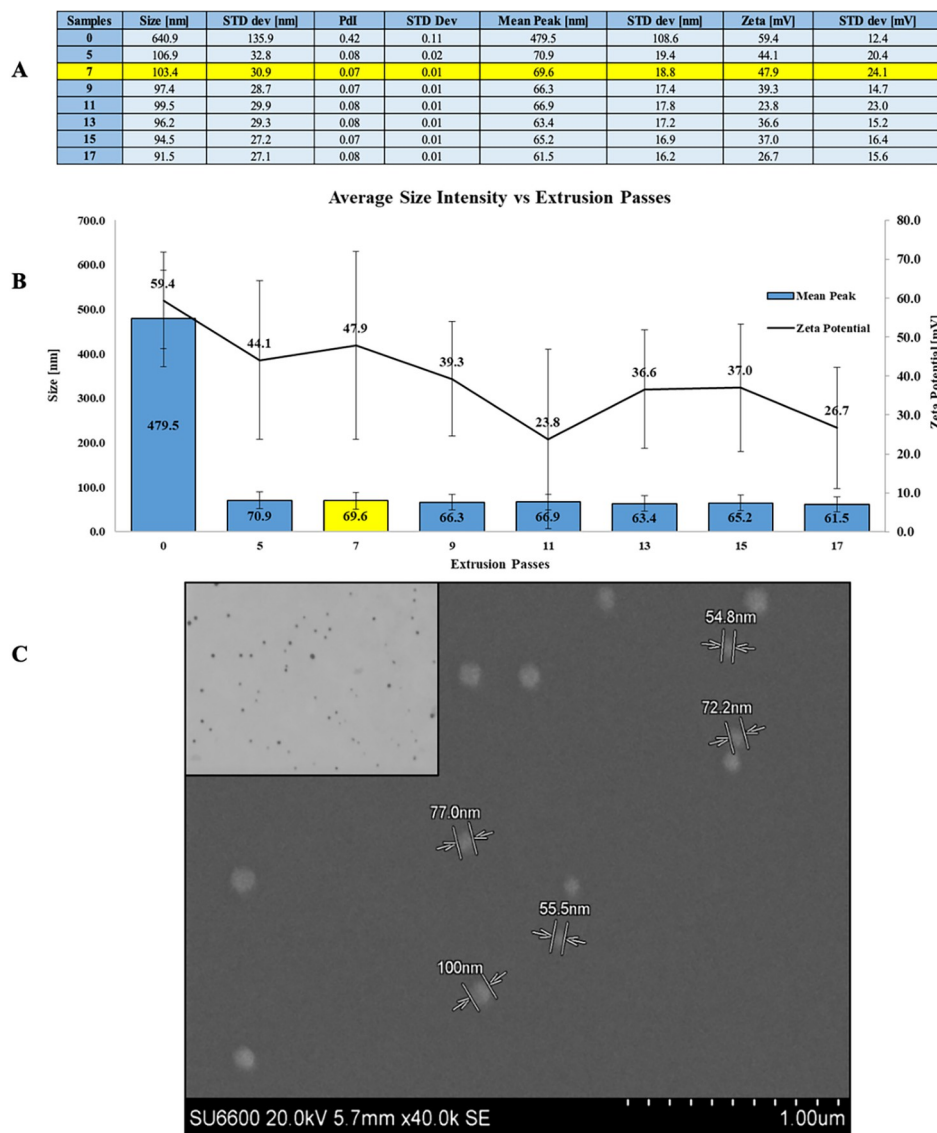 A
Samples Size [nm] STD dev [nm] PdI STD Dev Mean Peak [nm] STD dev [nm] Zeta [mV] STD dev [mV]
0 640.9 135.9 0.42 0.11 479.5 108.6 59.4 12.4
5 106.9 32.8 0.08 0.02 70.9 19.4 44.1 20.4
7 103.4 30.9 0.07 0.01 69.6 18.8 47.9 24.1
9 97.4 28.7 0.07 0.01 66.3 17.4 39.3 14.7
11 99.5 29.9 0.08 0.01 66.9 17.8 23.8 23.0
13 96.2 29.3 0.08 0.01 63.4 17.2 36.6 15.2
15 94.5 27.2 0.07 0.01 65.2 16.9 37.0 16.4
17 91.5 27.1 0.08 0.01 61.5 16.2 26.7 15.6
B
Average Size Intensity vs Extrusion Passes
Size [nm]
700.0
600.0
500.0
400.0
300.0
200.0
100.0
0.0
59.4
44.1
47.9
39.3
23.8
36.6
37.0
26.7
479.5
70.9
69.6
66.3
66.9
63.4
65.2
61.5
Mean Peak
Zeta Potential
80.0
70.0
60.0
50.0
40.0
30.0
20.0
10.0
0.0
Zeta Potential [mV]
0 5 7 9 11 13 15 17
Extrusion Passes
C
54.8nm
72.2nm
77.0nm
55.5nm
100nm
SU6600 20.0kV 5.7mm x40.0k SE 1.00um